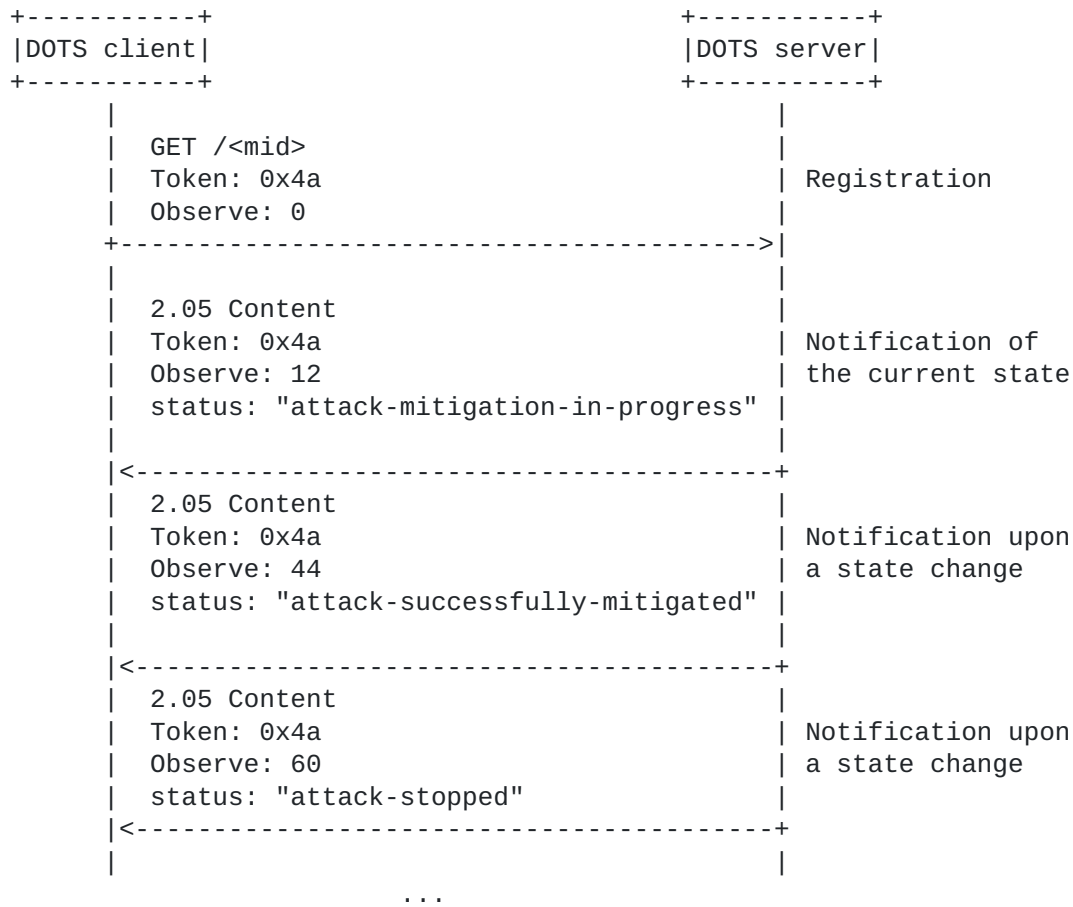 DOTS client DOTS server
GET /<mid>
Token: 0x4a Registration
Observe: 0
2.05 Content
Token: 0x4a Notification of
Observe: 12 the current state
status: "attack-mitigation-in-progress"
2.05 Content
Token: 0x4a Notification upon
Observe: 44 a state change
status: "attack-successfully-mitigated"
2.05 Content
Token: 0x4a Notification upon
Observe: 60 a state change
status: "attack-stopped"
...